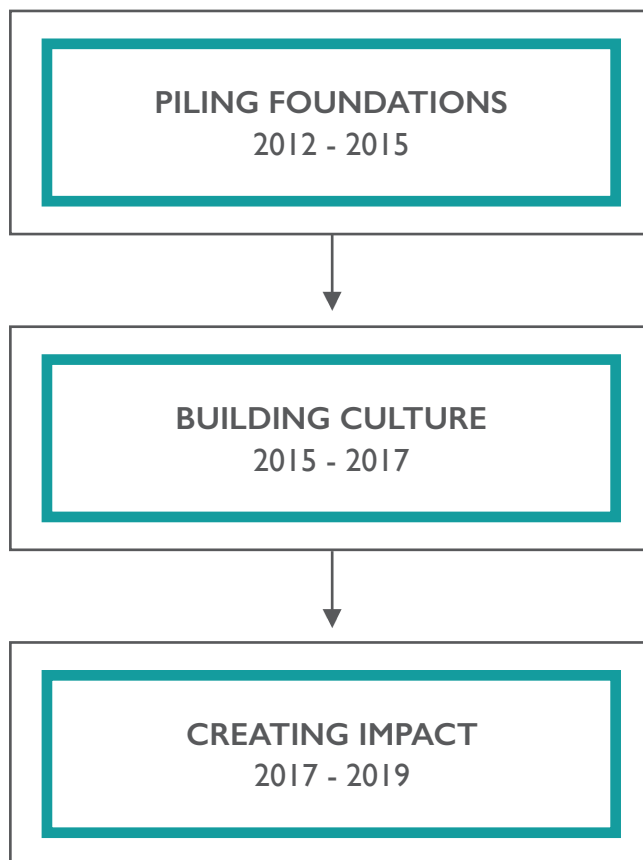 PILING FOUNDATIONS
2012 - 2015
BUILDING CULTURE
2015 - 2017
CREATING IMPACT
2017 - 2019